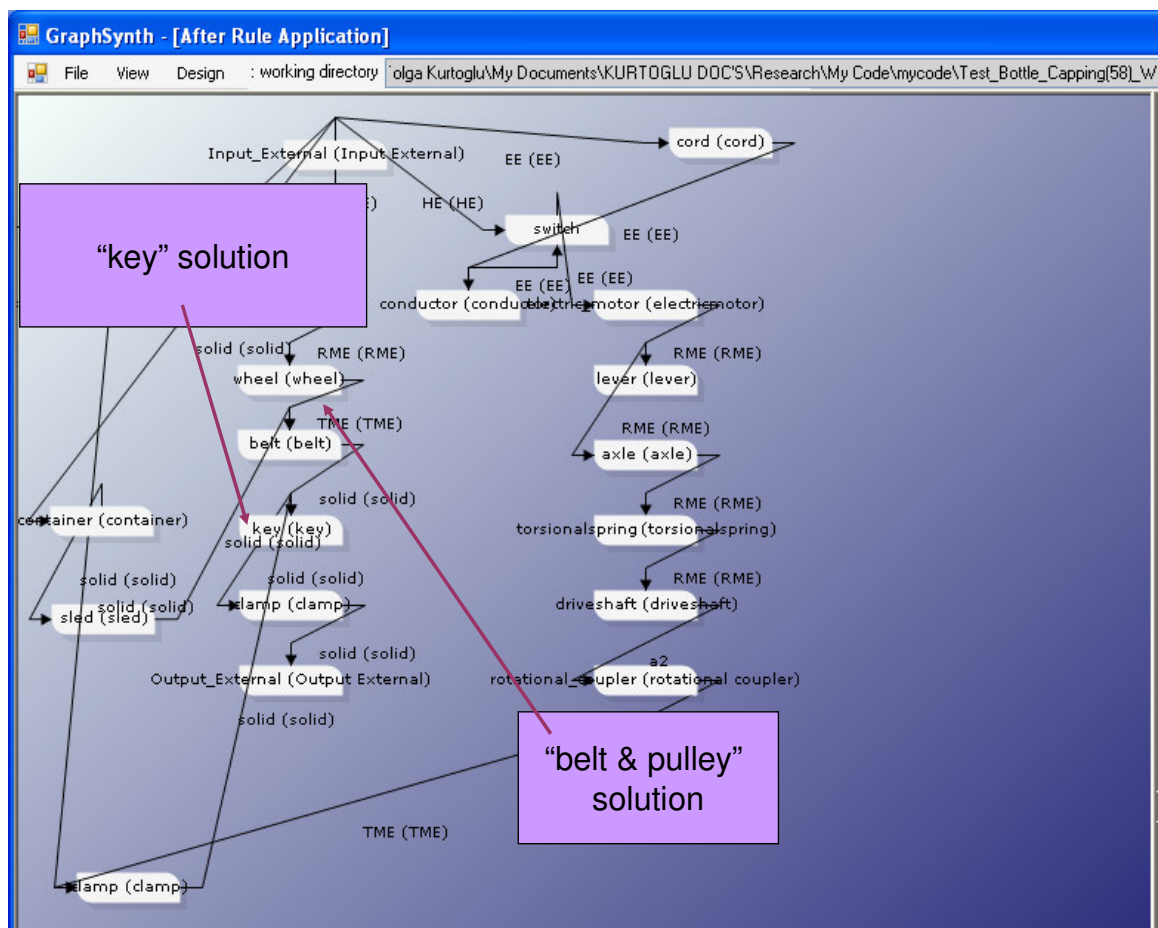 GraphSynth - [After Rule Application]
File View Design : working directory olga Kurtoglu\My Documents\KURTOGLU DOC'S\Research\My Code\mycode\Test_Bottle_Capping(58)_W
cord (cord)
Input_External (Input External)
EE (EE)
HE (HE)
switch
EE (EE)
"key" solution
EE (EE)
EE (EE)
conductor (conductor)
electric_motor (electricmotor)
solid (solid)
RME (RME)
RME (RME)
wheel (wheel)
lever (lever)
TME (TME)
RME (RME)
belt (belt)
axle (axle)
solid (solid)
RME (RME)
container (container)
key (key)
torsionalspring (torsionalspring)
solid (solid)
solid (solid)
solid (solid)
RME (RME)
solid (solid)
sled (sled)
clamp (clamp)
driveshaft (driveshaft)
solid (solid)
a2
Output_External (Output External)
rotational_coupler (rotational coupler)
solid (solid)
"belt & pulley"
solution
TME (TME)
clamp (clamp)